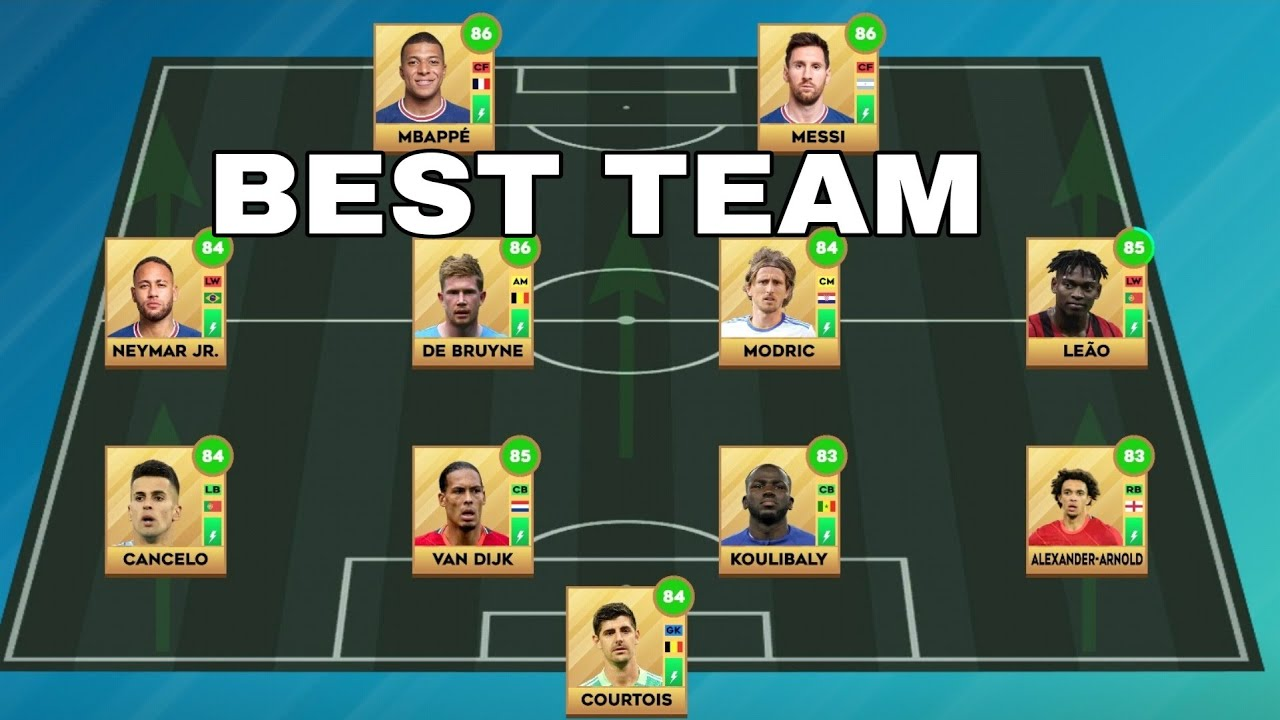 86
CF
MBAPPÉ
86
CF
MESSI
BEST TEAM
84
LW
NEYMAR JR.
86
AM
DE BRUYNE
84
CM
MODRIC
85
LW
LEÃO
84
LB
CANCELO
85
CB
VAN DIJK
83
CB
KOULIBALY
83
RB
ALEXANDER-ARNOLD
84
GK
COURTOIS